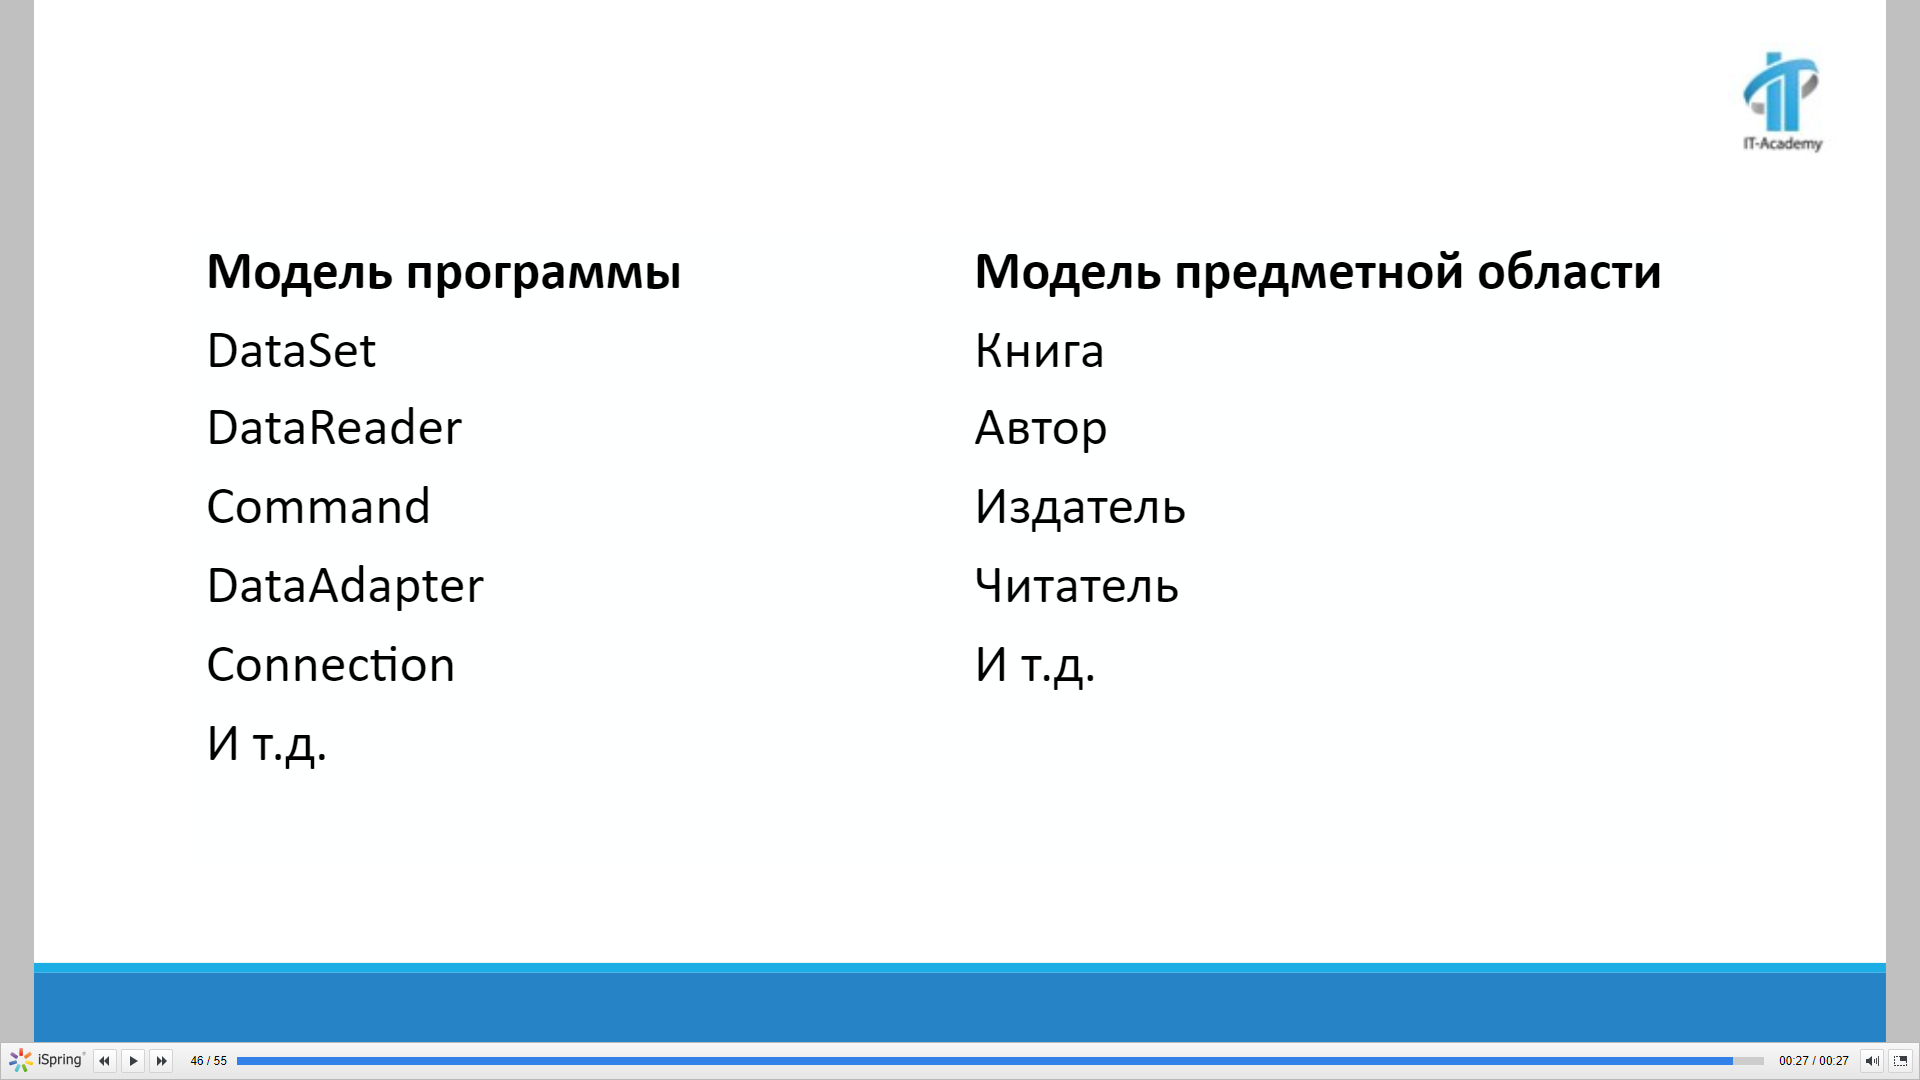 IT-Academy
Модель программы
DataSet
DataReader
Command
DataAdapter
Connection
И т.д.
Модель предметной области
Книга
Автор
Издатель
Читатель
И т.д.
iSpring
46 / 55
00:27 / 00:27